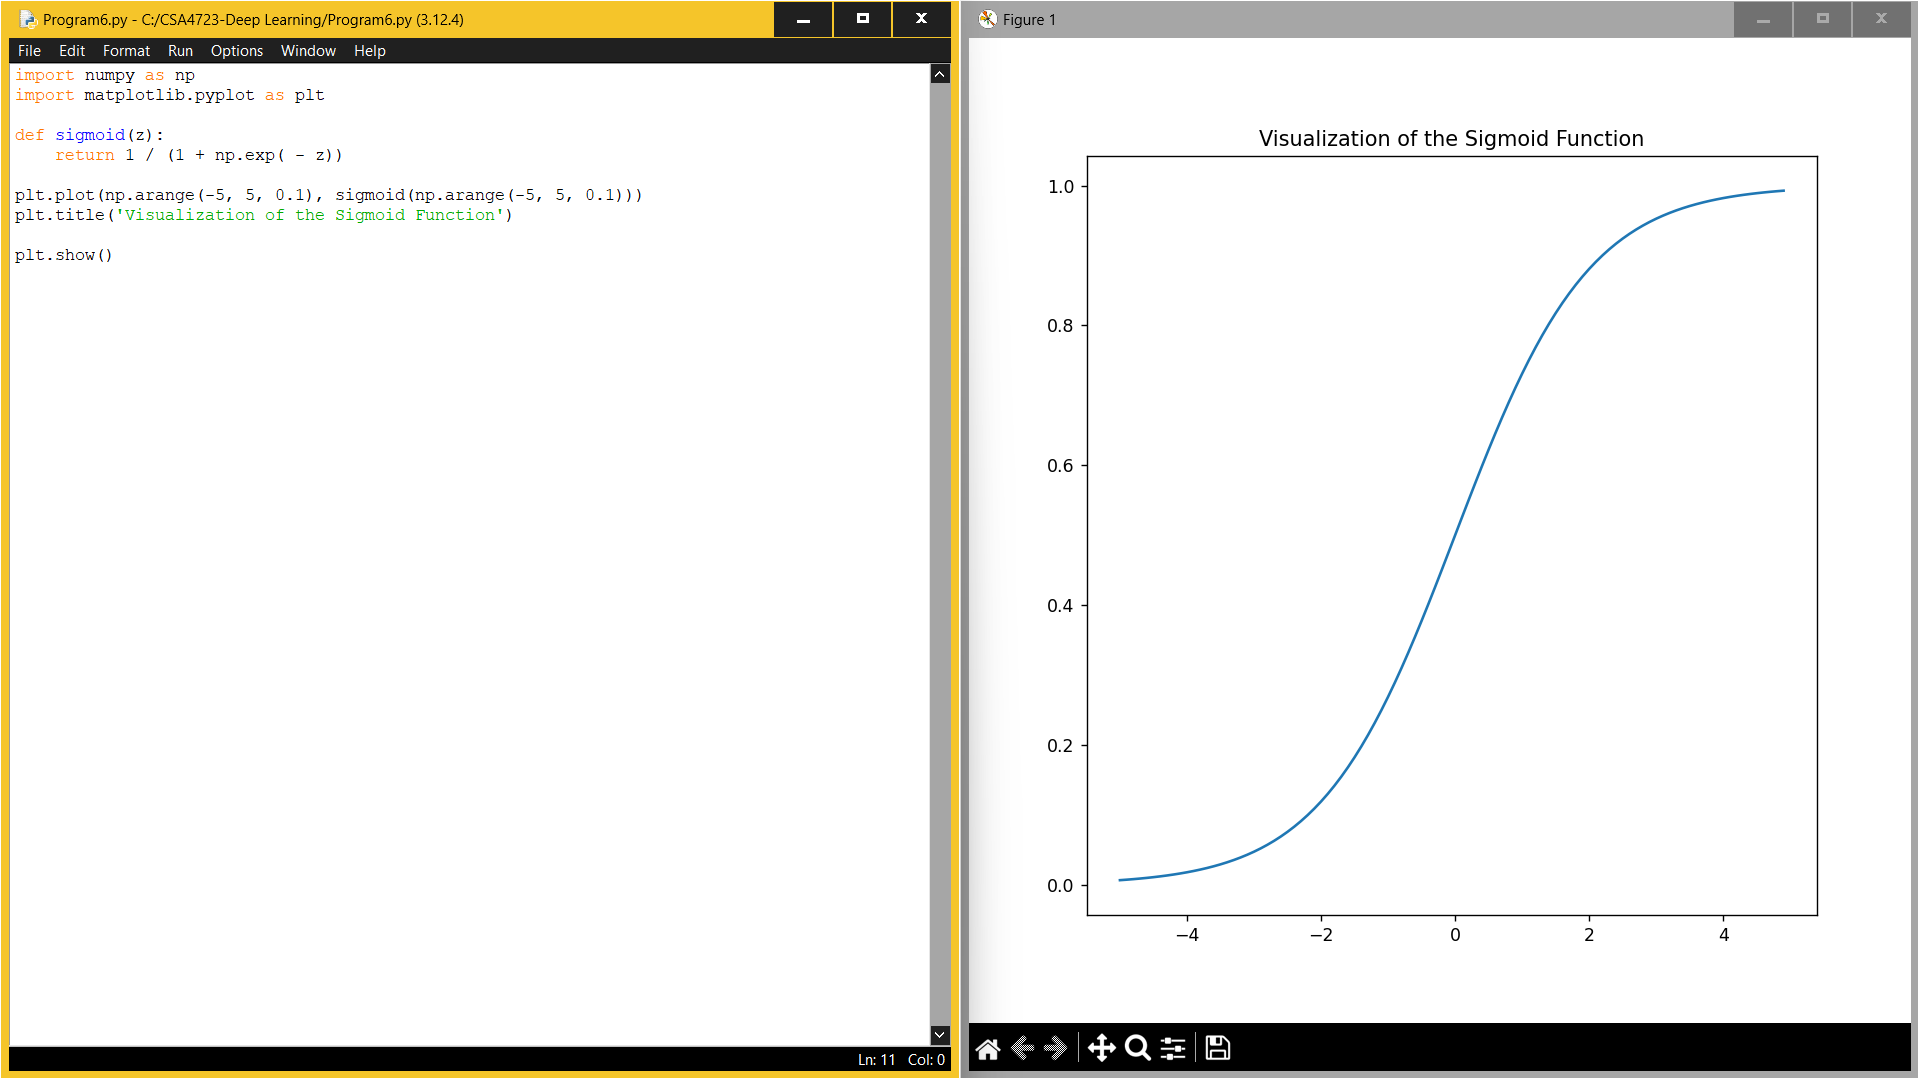 Program6.py - C:/CSA4723-Deep Learning/Program6.py (3.12.4)
File Edit Format Run Options Window Help
import numpy as np
import matplotlib.pyplot as plt
def sigmoid(z):
    return 1 / (1 + np.exp( - z))
plt.plot(np.arange(-5, 5, 0.1), sigmoid(np.arange(-5, 5, 0.1)))
plt.title('Visualization of the Sigmoid Function')
plt.show()
Ln: 11 Col: 0
Figure 1
Visualization of the Sigmoid Function
1.0
0.8
0.6
0.4
0.2
0.0
−4 −2 0 2 4